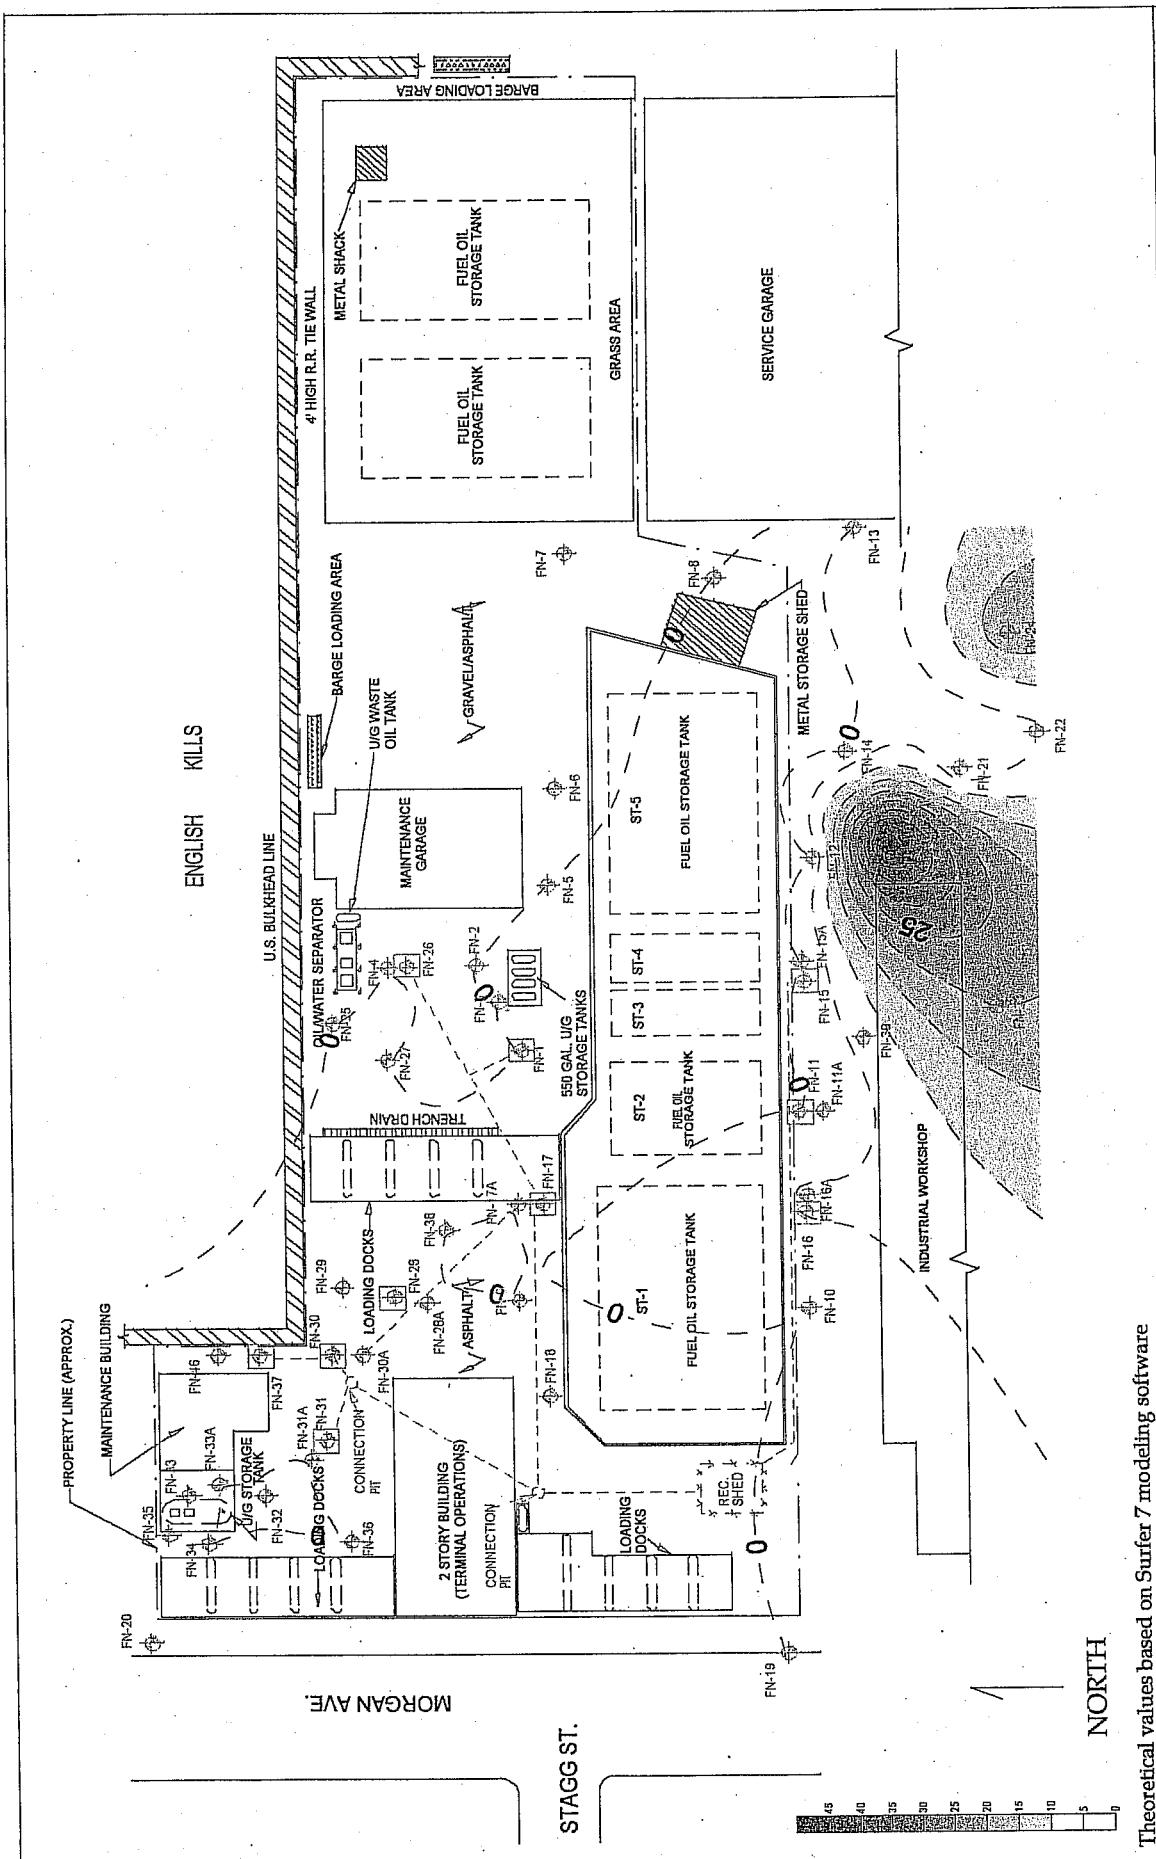 ENGLISH KILLS
U.S. BULKHEAD LINE
4' HIGH R.R. TIE WALL
BARGE LOADING AREA
METAL SHACK
FUEL OIL
STORAGE TANK
FUEL OIL
STORAGE TANK
GRASS AREA
SERVICE GARAGE
BARGE LOADING AREA
U/G WASTE
OIL TANK
GRAVEL/ASPHALT
MAINTENANCE
GARAGE
OIL/WATER SEPARATOR
FN-7
FN-8
FN-13
0
METAL STORAGE SHED
FN-6
FN-5
FN-2
FN-4
FN-26
FN-27
FN-1
0
0
550 GAL. U/G
STORAGE TANKS
ST-5
FUEL OIL STORAGE TANK
ST-4
ST-3
ST-2
FUEL OIL
STORAGE TANK
ST-1
FUEL OIL STORAGE TANK
0
0
FN-14
FN-21
FN-22
FN-12
25
FN-15A
FN-15
FN-39
0
FN-11
FN-11A
FN-16A
FN-16
FN-10
INDUSTRIAL WORKSHOP
TRENCH DRAIN
FN-17
LOADING DOCKS
FN-38
FN-29
FN-28
FN-28A
ASPHALT
0
FN-18
FN-30
FN-30A
PROPERTY LINE (APPROX.)
MAINTENANCE BUILDING
FN-37
FN-31A
FN-31
CONNECTION
PIT
FN-33A
U/G STORAGE
TANK
FN-35
FN-34
FN-32
LOADING DOCKS
FN-36
2 STORY BUILDING
(TERMINAL OPERATIONS)
CONNECTION
PIT
REC.
SHED
LOADING
DOCKS
0
FN-20
FN-19
MORGAN AVE.
STAGG ST.
NORTH
45
40
35
30
25
20
15
10
5
0
Theoretical values based on Surfer 7 modeling software